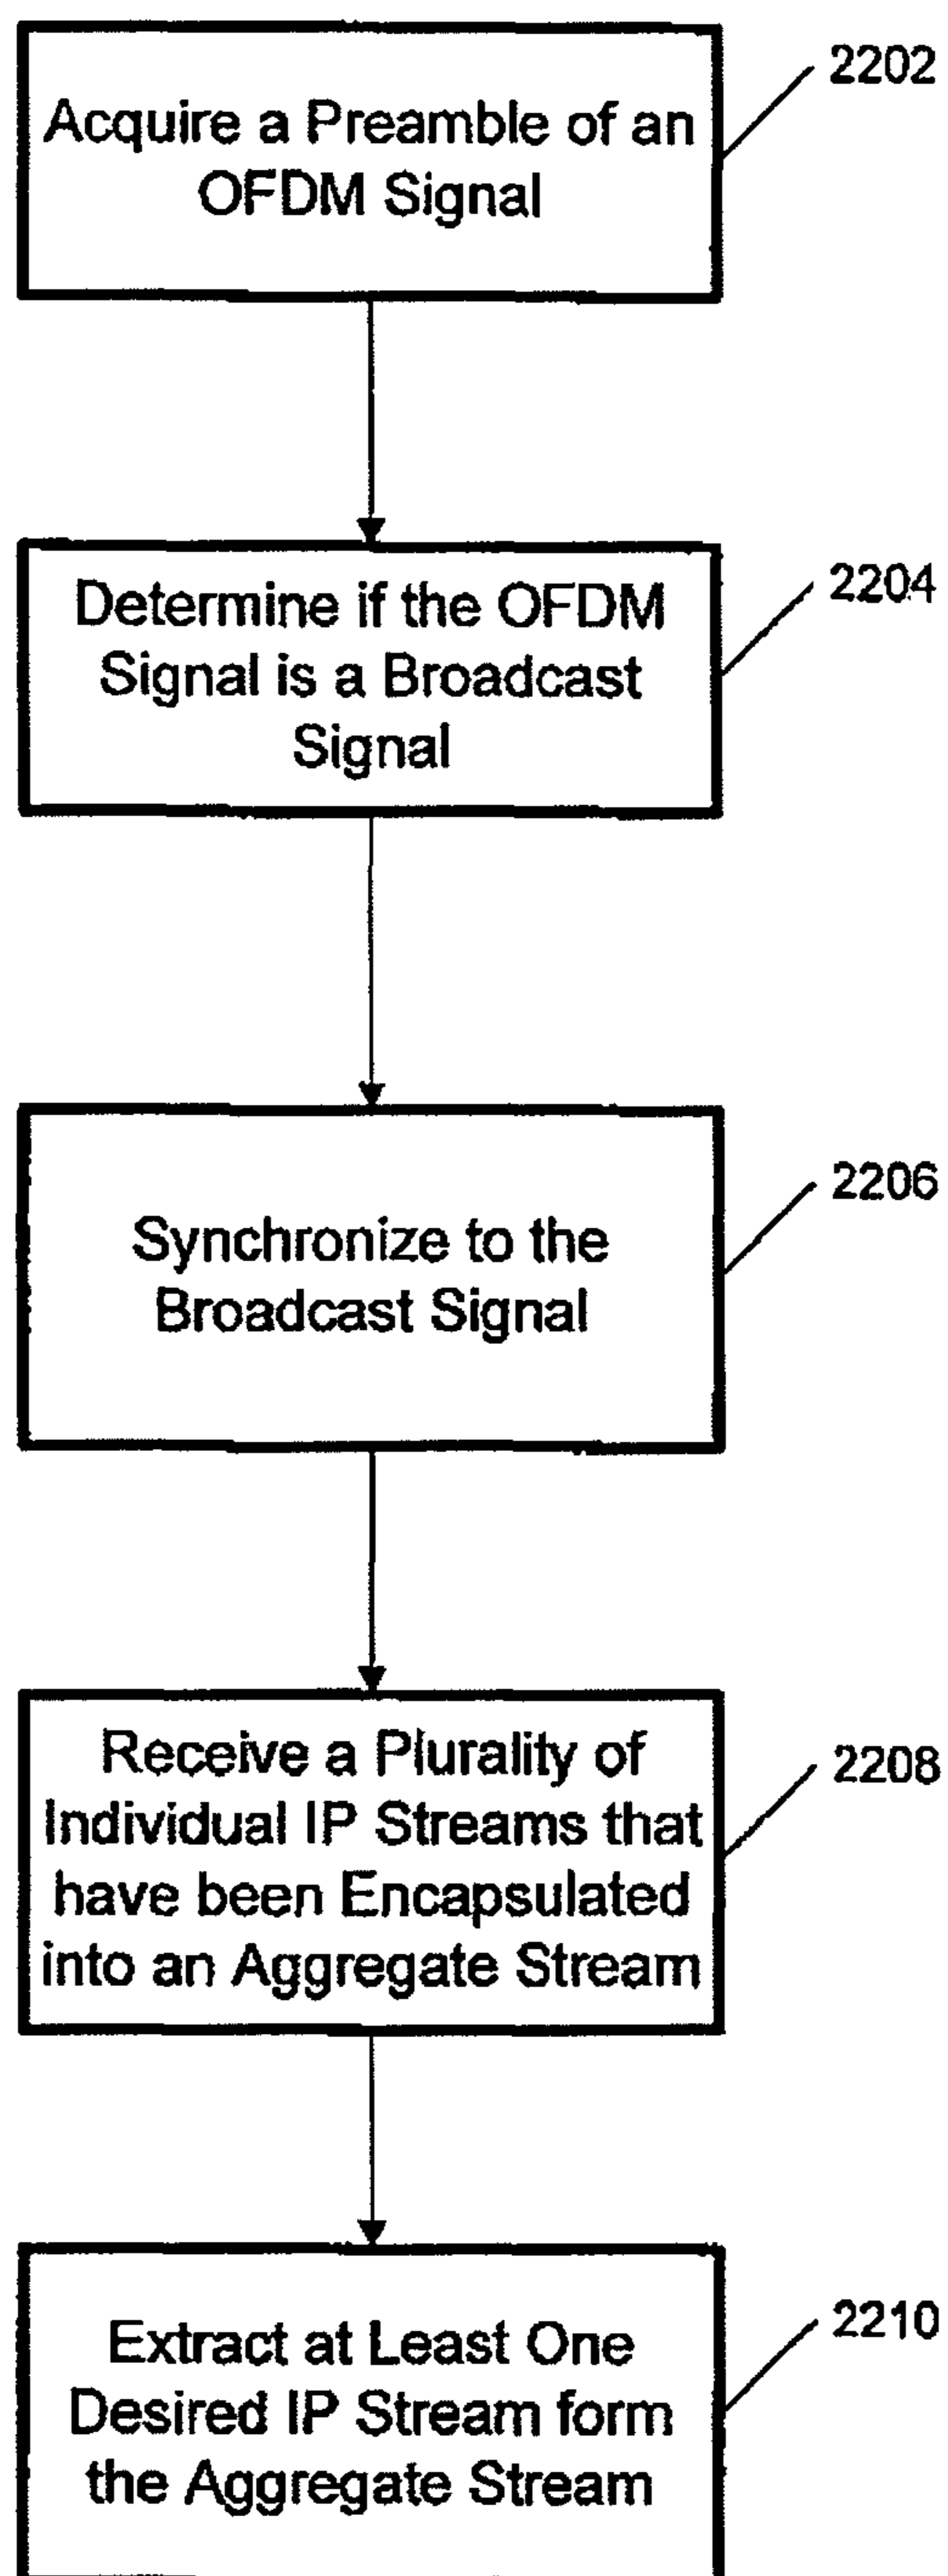 Acquire a Preamble of an
OFDM Signal
2202
Determine if the OFDM
Signal is a Broadcast
Signal
2204
Synchronize to the
Broadcast Signal
2206
Receive a Plurality of
Individual IP Streams that
have been Encapsulated
into an Aggregate Stream
2208
Extract at Least One
Desired IP Stream form
the Aggregate Stream
2210